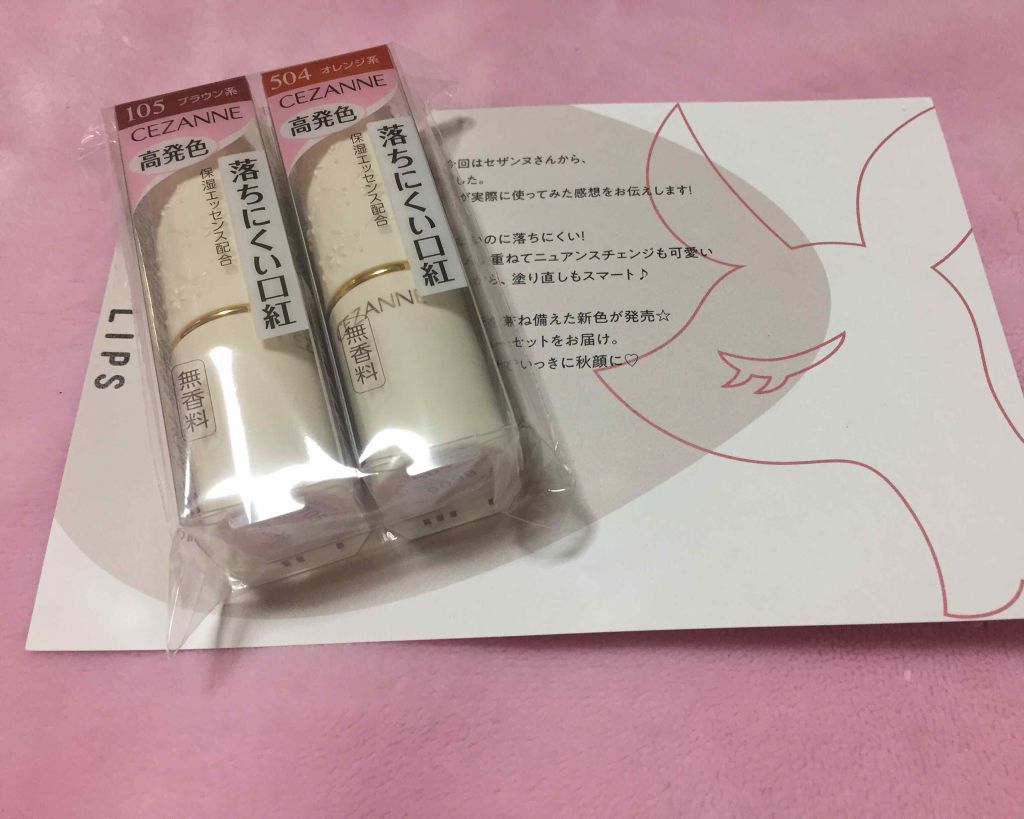 105 ブラウン系
CEZANNE
高発色
保湿エッセンス配合
落ちにくい口紅
無香料
504 オレンジ系
CEZANNE
高発色
保湿エッセンス配合
落ちにくい口紅
CEZANNE
無香料
LIPS
今回はセザンヌさんから、
した。
が実際に使ってみた感想をお伝えします!
いのに落ちにくい!
重ねてニュアンスチェンジも可愛い
ら、塗り直しもスマート♪
兼ね備えた新色が発売☆
セットをお届け。
いっきに秋顔に♡